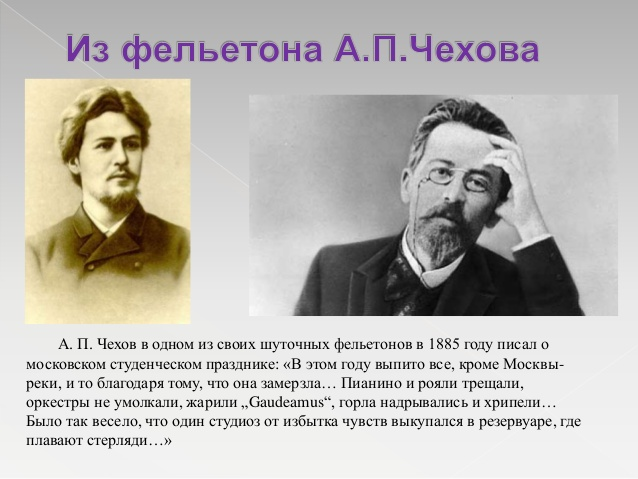 Из фельетона А.П.Чехова
А. П. Чехов в одном из своих шуточных фельетонов в 1885 году писал о
московском студенческом празднике: «В этом году выпито все, кроме Москвы-
реки, и то благодаря тому, что она замерзла… Пианино и рояли трещали,
оркестры не умолкали, жарили „Gaudeamus“, горла надрывались и хрипели…
Было так весело, что один студиоз от избытка чувств выкупался в резервуаре, где
плавают стерляди…»